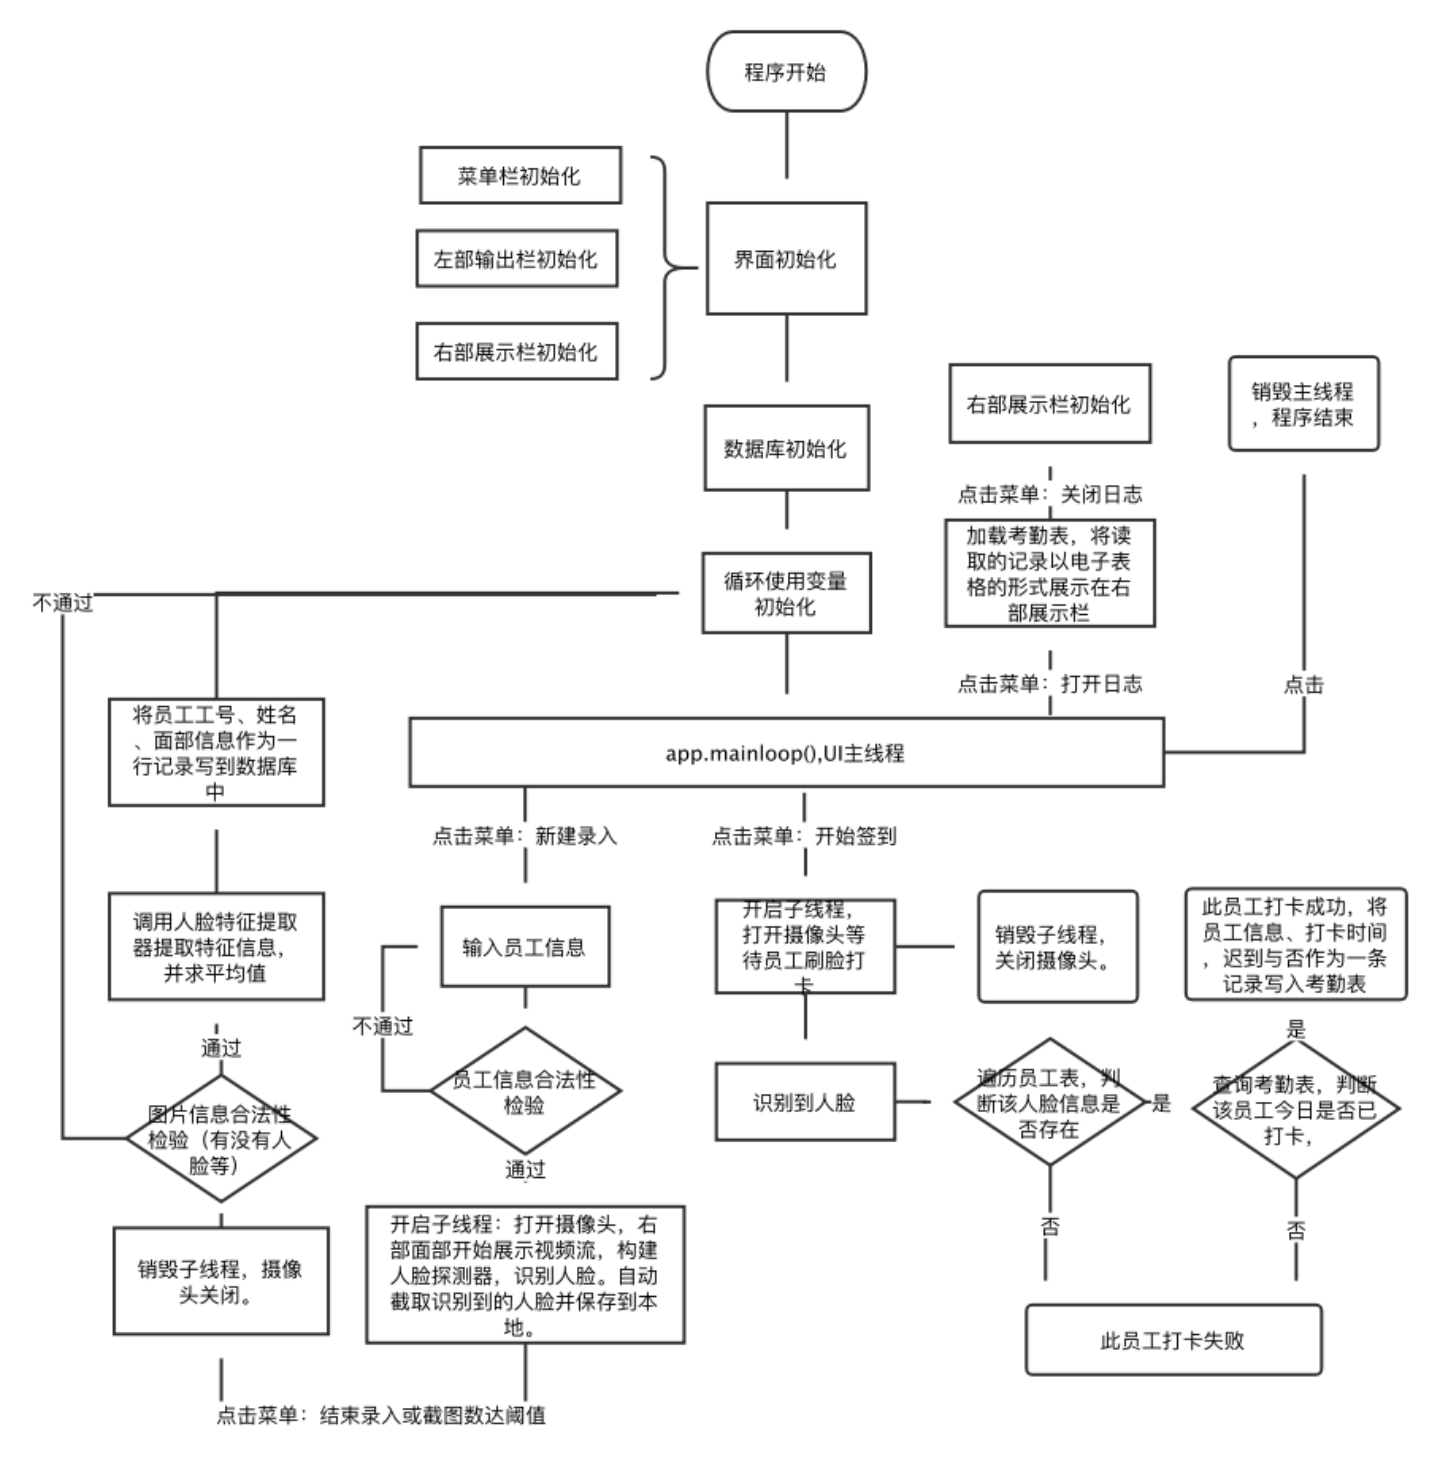 程序开始
菜单栏初始化
左部输出栏初始化
界面初始化
右部展示栏初始化
数据库初始化
右部展示栏初始化
销毁主线程
，程序结束
点击菜单：关闭日志
加载考勤表，将读
取的记录以电子表
格的形式展示在右
部展示栏
循环使用变量
初始化
不通过
点击菜单：打开日志
点击
将员工工号、姓名
、面部信息作为一
行记录写到数据库
中
app.mainloop(),UI主线程
点击菜单：新建录入
点击菜单：开始签到
调用人脸特征提取
器提取特征信息，
并求平均值
输入员工信息
开启子线程，
打开摄像头等
待员工刷脸打
卡
销毁子线程，
关闭摄像头。
此员工打卡成功，将
员工信息、打卡时间
，迟到与否作为一条
记录写入考勤表
不通过
是
通过
图片信息合法性
检验（有没有人
脸等）
员工信息合法性
检验
识别到人脸
遍历员工表，判
断该人脸信息是
否存在
是
查询考勤表，判断
该员工今日是否已
打卡，
通过
否
否
销毁子线程，摄像
头关闭。
开启子线程：打开摄像头，右
部面部开始展示视频流，构建
人脸探测器，识别人脸。自动
截取识别到的人脸并保存到本
地。
此员工打卡失败
点击菜单：结束录入或截图数达阈值